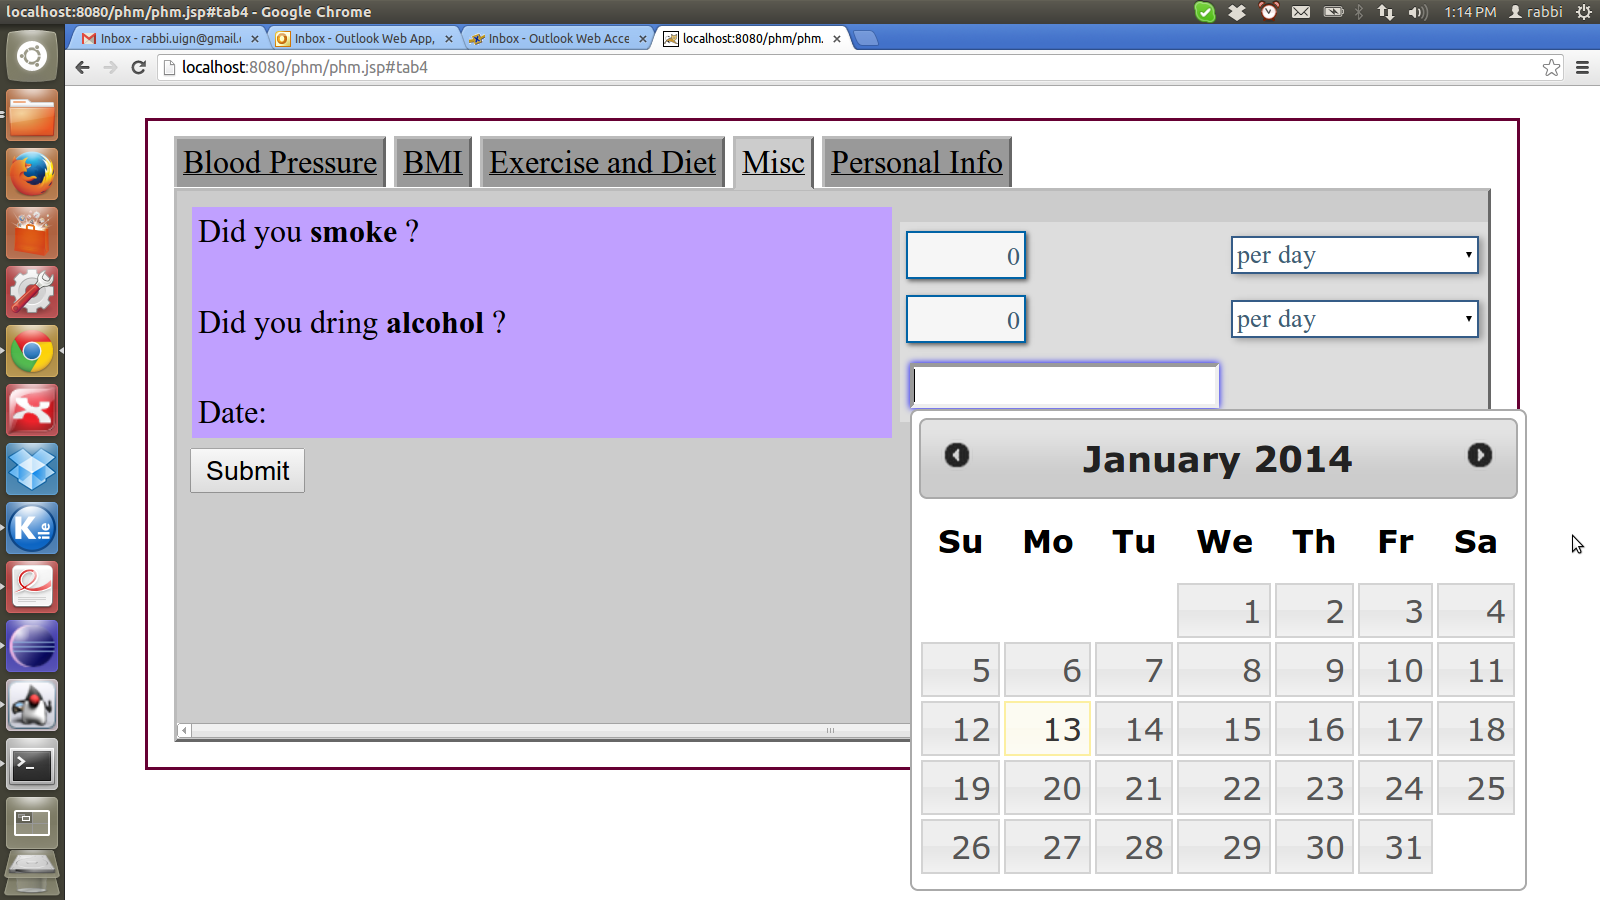 localhost:8080/phm/phm.jsp#tab4 - Google Chrome
1:14 PM rabbi
Inbox - rabbi.uign@gmail.
Inbox - Outlook Web App,
Inbox - Outlook Web Acce
localhost:8080/phm/phm.
localhost:8080/phm/phm.jsp#tab4
Blood Pressure BMI Exercise and Diet Misc Personal Info
Did you smoke ?
0 per day
Did you dring alcohol ?
0 per day
Date:
Submit
January 2014
Su Mo Tu We Th Fr Sa
1 2 3 4
5 6 7 8 9 10 11
12 13 14 15 16 17 18
19 20 21 22 23 24 25
26 27 28 29 30 31
K ile
>_